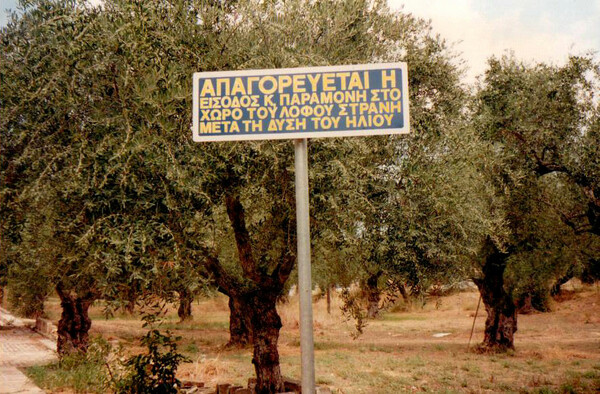 ΑΠΑΓΟΡΕΥΕΤΑΙ Η
ΕΙΣΟΔΟΣ Κ, ΠΑΡΑΜΟΝΗ ΣΤΟ
ΧΩΡΟ ΤΟΥ ΛΟΦΟΥ ΣΤΡΑΝΗ
ΜΕΤΑ ΤΗ ΔΥΣΗ ΤΟΥ ΗΛΙΟΥ